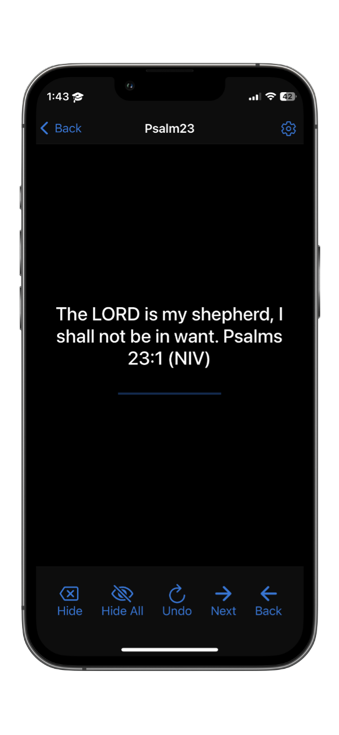 1:43
42
Back
Psalm23
The LORD is my shepherd, I
shall not be in want. Psalms
23:1 (NIV)
Hide
Hide All
Undo
Next
Back